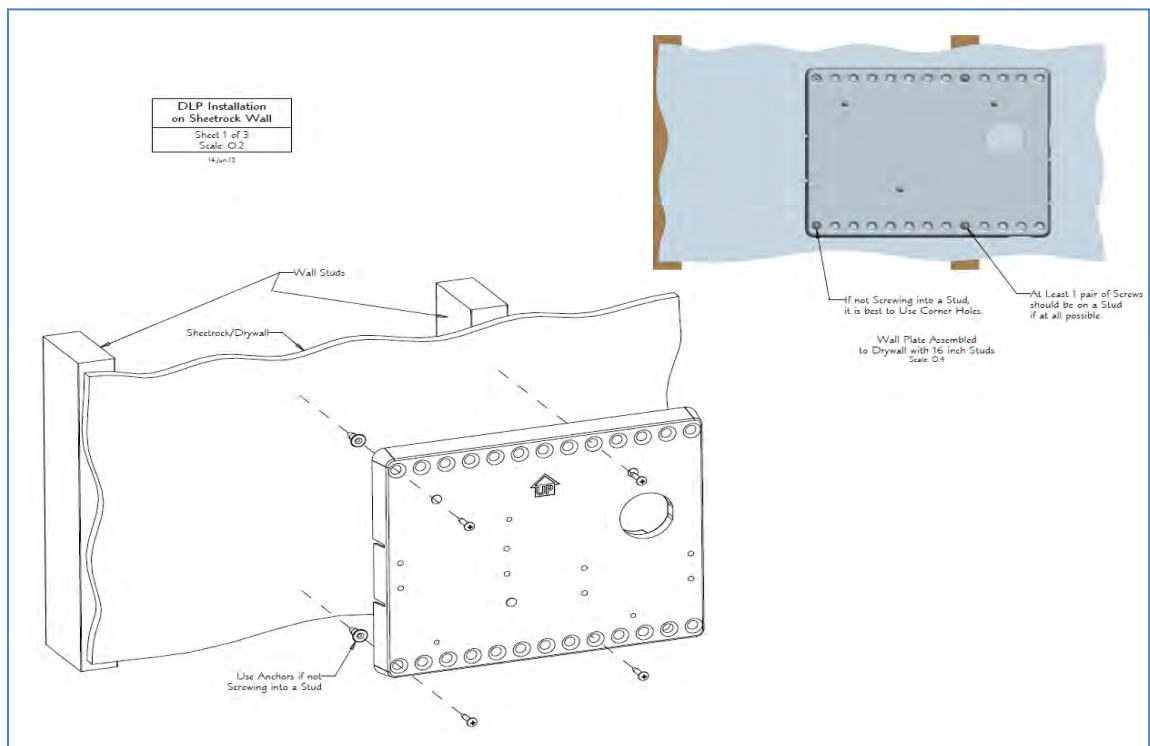 DLP Installation
on Sheetrock Wall
Sheet 1 of 3
Scale: 0.2
14-Jun-12
If not Screwing into a Stud,
it is best to Use Corner Holes.
At Least 1 pair of Screws
should be on a Stud
if at all possible.
Wall Plate Assembled
to Drywall with 16 inch Studs
Scale: 0.4
Wall Studs
Sheetrock/Drywall
UP
Use Anchors if not
Screwing into a Stud